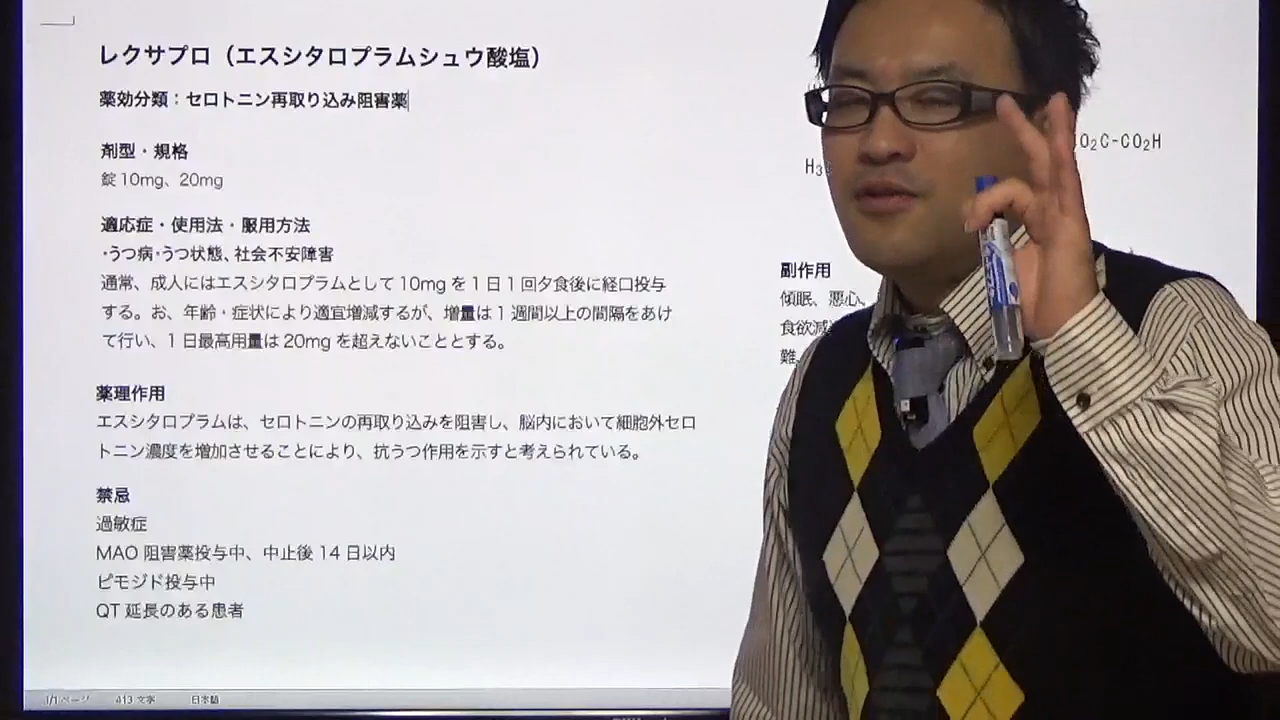 レクサプロ（エスシタロプラムシュウ酸塩）
薬効分類：セロトニン再取り込み阻害薬
剤型・規格
錠 10mg、20mg
適応症・使用法・服用方法
･うつ病･うつ状態、社会不安障害
通常、成人にはエスシタロプラムとして 10mg を 1 日 1 回夕食後に経口投与
する。お、年齢・症状により適宜増減するが、増量は 1 週間以上の間隔をあけ
て行い、1 日最高用量は 20mg を超えないこととする。
薬理作用
エスシタロプラムは、セロトニンの再取り込みを阻害し、脳内において細胞外セロ
トニン濃度を増加させることにより、抗うつ作用を示すと考えられている。
禁忌
過敏症
MAO 阻害薬投与中、中止後 14 日以内
ピモジド投与中
QT 延長のある患者
O₂C-CO₂H
H₃
副作用
傾眠、悪心、
食欲減
難、
1/1 ページ 413 文字 日本語